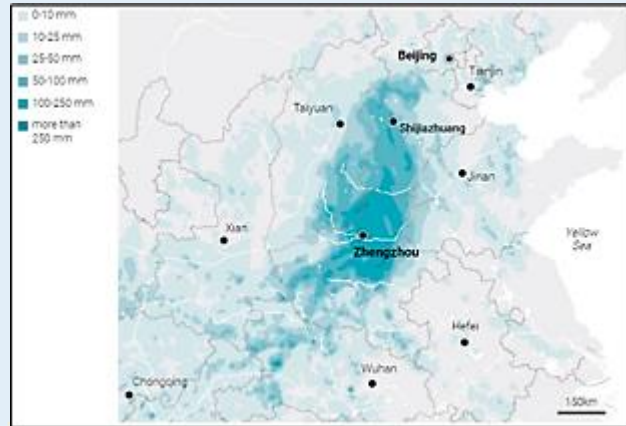 0-10 mm
10-25 mm
25-50 mm
50-100 mm
100-250 mm
more than
250 mm
Beijing
Tianjin
Taiyuan
Shijiazhuang
Jinan
Xian
Yellow
Sea
Zhengzhou
Hefei
Wuhan
Chongqing
150km